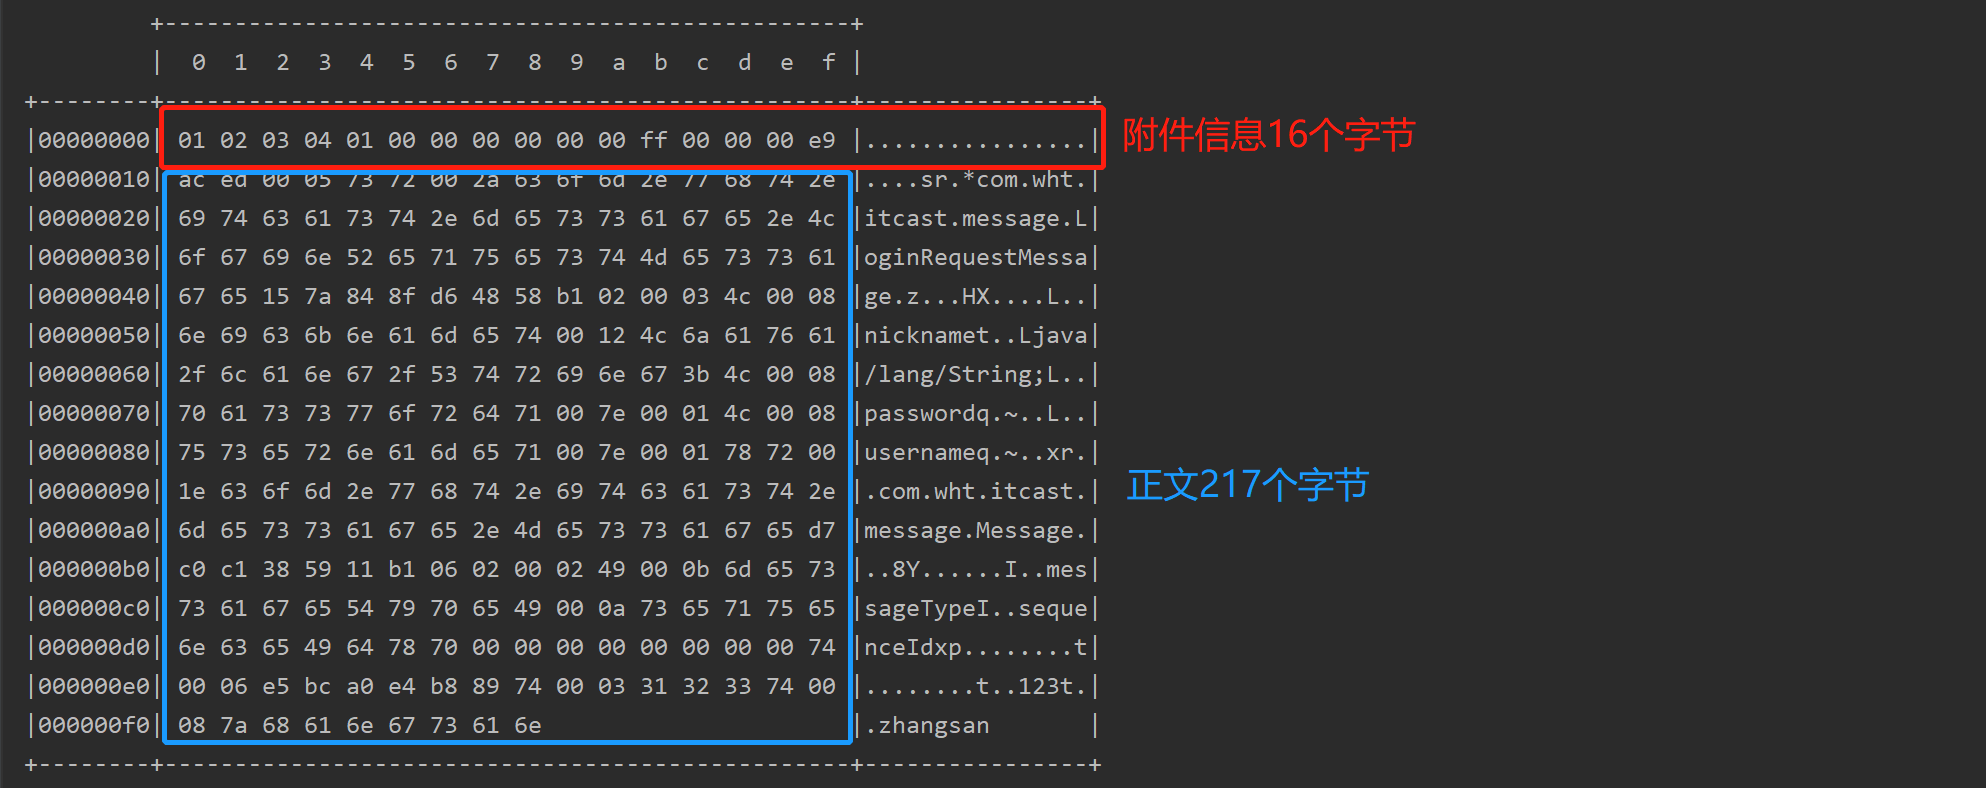 +-------------------------------------------------+
|  0  1  2  3  4  5  6  7  8  9  a  b  c  d  e  f |
+--------+-------------------------------------------------+----------------+
|00000000| 01 02 03 04 01 00 00 00 00 00 00 ff 00 00 00 e9 |................| 附件信息16个字节
|00000010| ac ed 00 05 73 72 00 2a 63 6f 6d 2e 77 68 74 2e |....sr.*com.wht.|
|00000020| 69 74 63 61 73 74 2e 6d 65 73 73 61 67 65 2e 4c |itcast.message.L|
|00000030| 6f 67 69 6e 52 65 71 75 65 73 74 4d 65 73 73 61 |oginRequestMessa|
|00000040| 67 65 15 7a 84 8f d6 48 58 b1 02 00 03 4c 00 08 |ge.z...HX....L..|
|00000050| 6e 69 63 6b 6e 61 6d 65 74 00 12 4c 6a 61 76 61 |nicknamet..Ljava|
|00000060| 2f 6c 61 6e 67 2f 53 74 72 69 6e 67 3b 4c 00 08 |/lang/String;L..|
|00000070| 70 61 73 73 77 6f 72 64 71 00 7e 00 01 4c 00 08 |passwordq.~..L..|
|00000080| 75 73 65 72 6e 61 6d 65 71 00 7e 00 01 78 72 00 |usernameq.~..xr.|
|00000090| 1e 63 6f 6d 2e 77 68 74 2e 69 74 63 61 73 74 2e |.com.wht.itcast.| 正文217个字节
|000000a0| 6d 65 73 73 61 67 65 2e 4d 65 73 73 61 67 65 d7 |message.Message.|
|000000b0| c0 c1 38 59 11 b1 06 02 00 02 49 00 0b 6d 65 73 |..8Y......I..mes|
|000000c0| 73 61 67 65 54 79 70 65 49 00 0a 73 65 71 75 65 |sageTypeI..seque|
|000000d0| 6e 63 65 49 64 78 70 00 00 00 00 00 00 00 00 74 |nceIdxp........t|
|000000e0| 00 06 e5 bc a0 e4 b8 89 74 00 03 31 32 33 74 00 |........t..123t.|
|000000f0| 08 7a 68 61 6e 67 73 61 6e                      |.zhangsan       |
+--------+-------------------------------------------------+----------------+